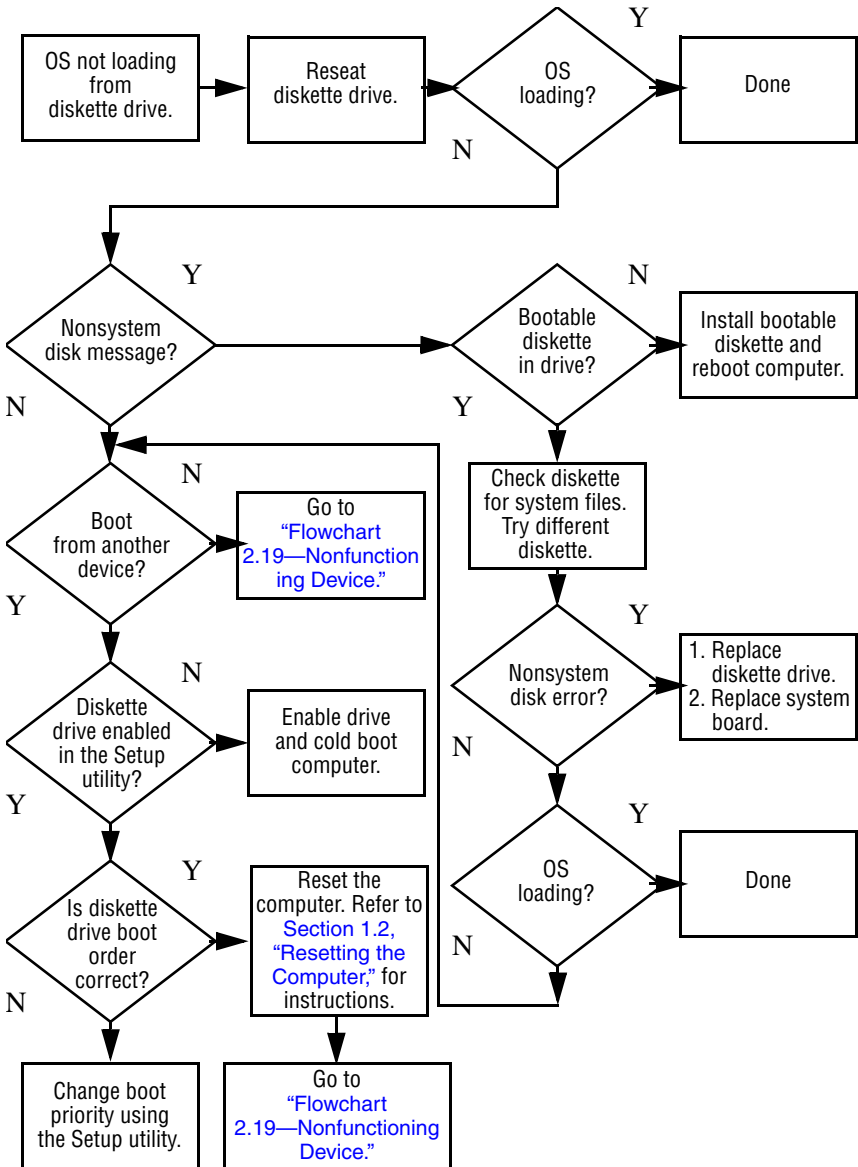 Y
OS not loading
from
diskette drive.
Reseat
diskette drive.
OS
loading?
Done
N
Y
Nonsystem
disk message?
N
Bootable
diskette
in drive?
N
Install bootable
diskette and
reboot computer.
Y
N
Boot
from another
device?
Go to
“Flowchart
2.19—Nonfunction
ing Device.”
Y
Check diskette
for system files.
Try different
diskette.
Y
Nonsystem
disk error?
1. Replace
diskette drive.
2. Replace system
board.
N
N
Diskette
drive enabled
in the Setup
utility?
Enable drive
and cold boot
computer.
Y
Y
OS
loading?
Done
N
Y
Is diskette
drive boot
order
correct?
Reset the
computer. Refer to
Section 1.2,
“Resetting the
Computer,” for
instructions.
N
Change boot
priority using
the Setup utility.
Go to
“Flowchart
2.19—Nonfunctioning
Device.”